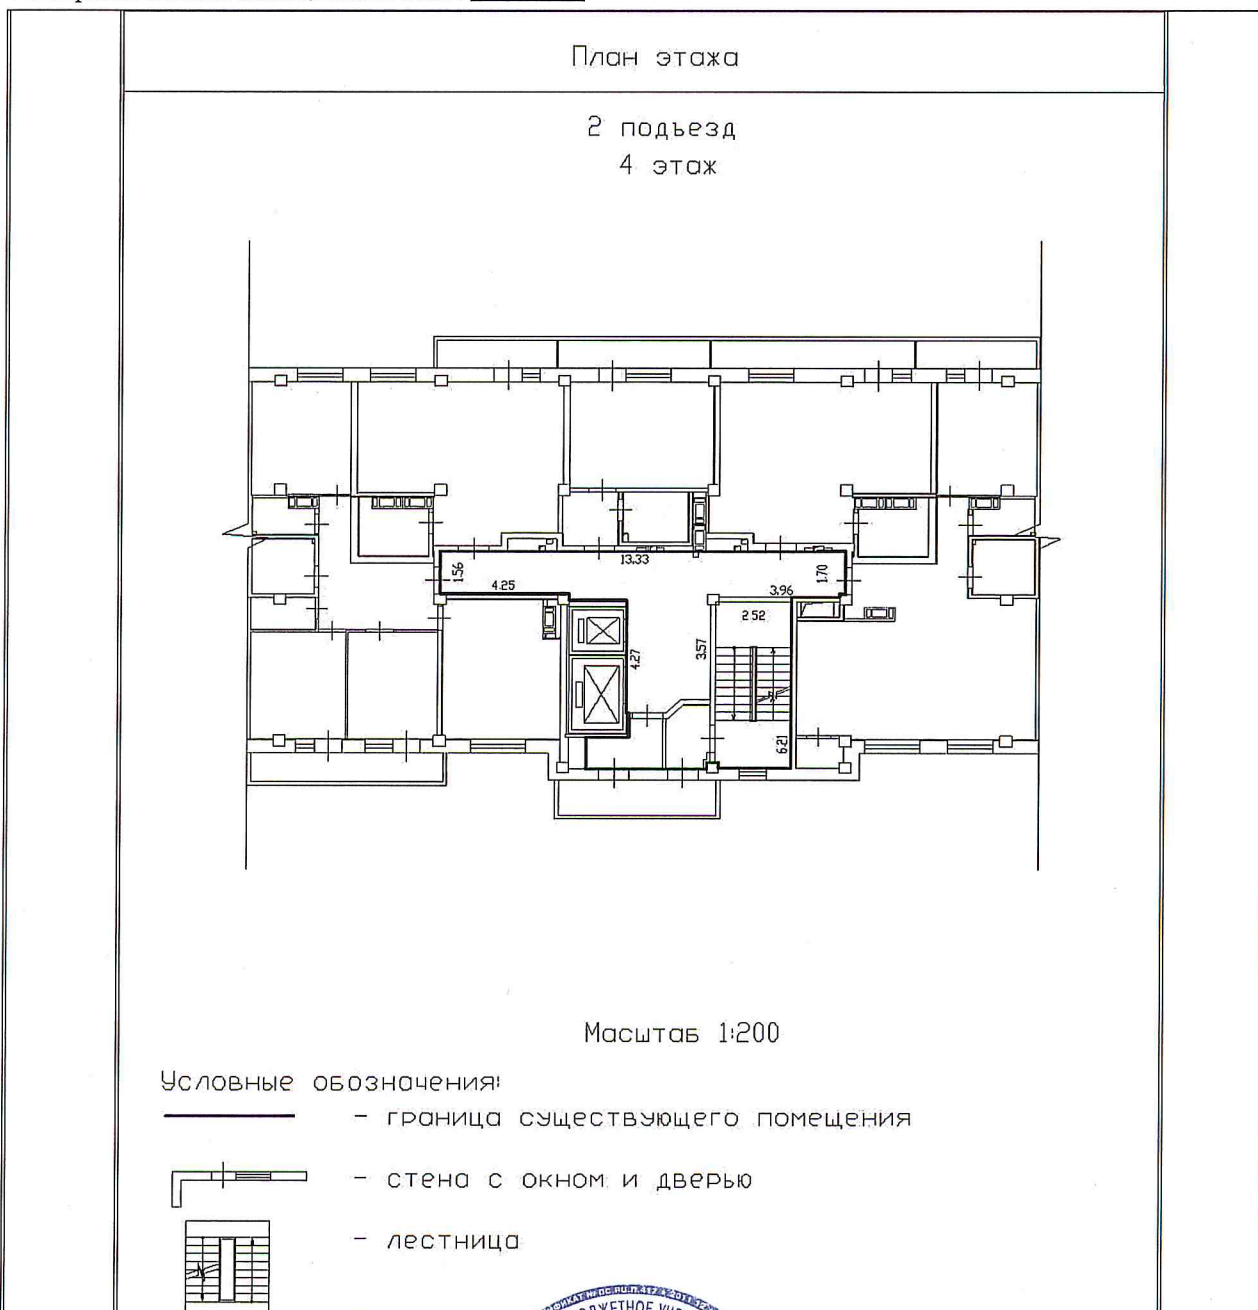 План этажа
2 подъезд
4 этаж
13.33
1.56
4.25
3.96
1.70
2.52
4.27
3.57
6.21
Масштаб 1:200
Условные обозначения:
- граница существующего помещения
- стена с окном и дверью
- лестница